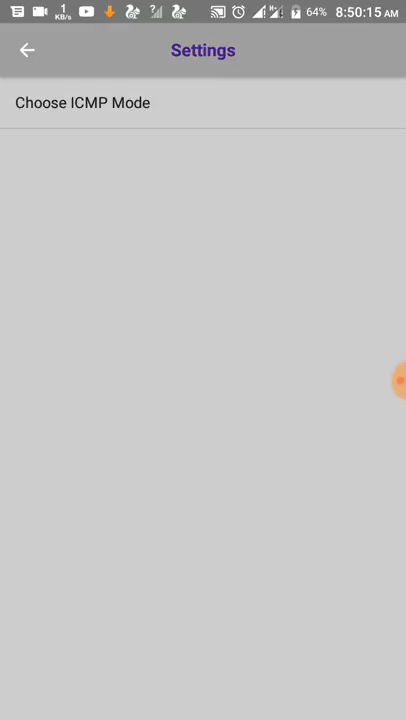 1
KB/s
?
H+
64%
8:50:15 AM
Settings
Choose ICMP Mode